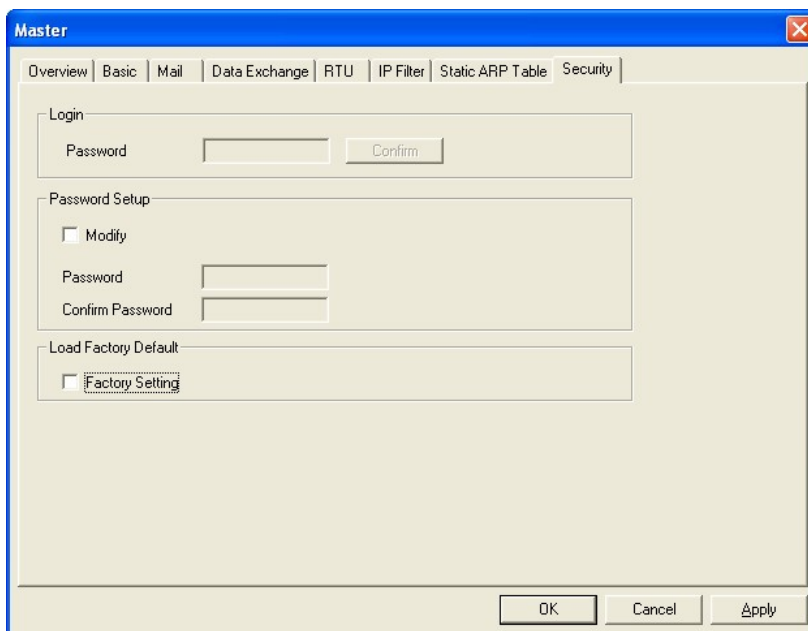 Master
Overview Basic Mail Data Exchange RTU IP Filter Static ARP Table Security
Login
Password Confirm
Password Setup
Modify
Password
Confirm Password
Load Factory Default
Factory Setting
OK Cancel Apply